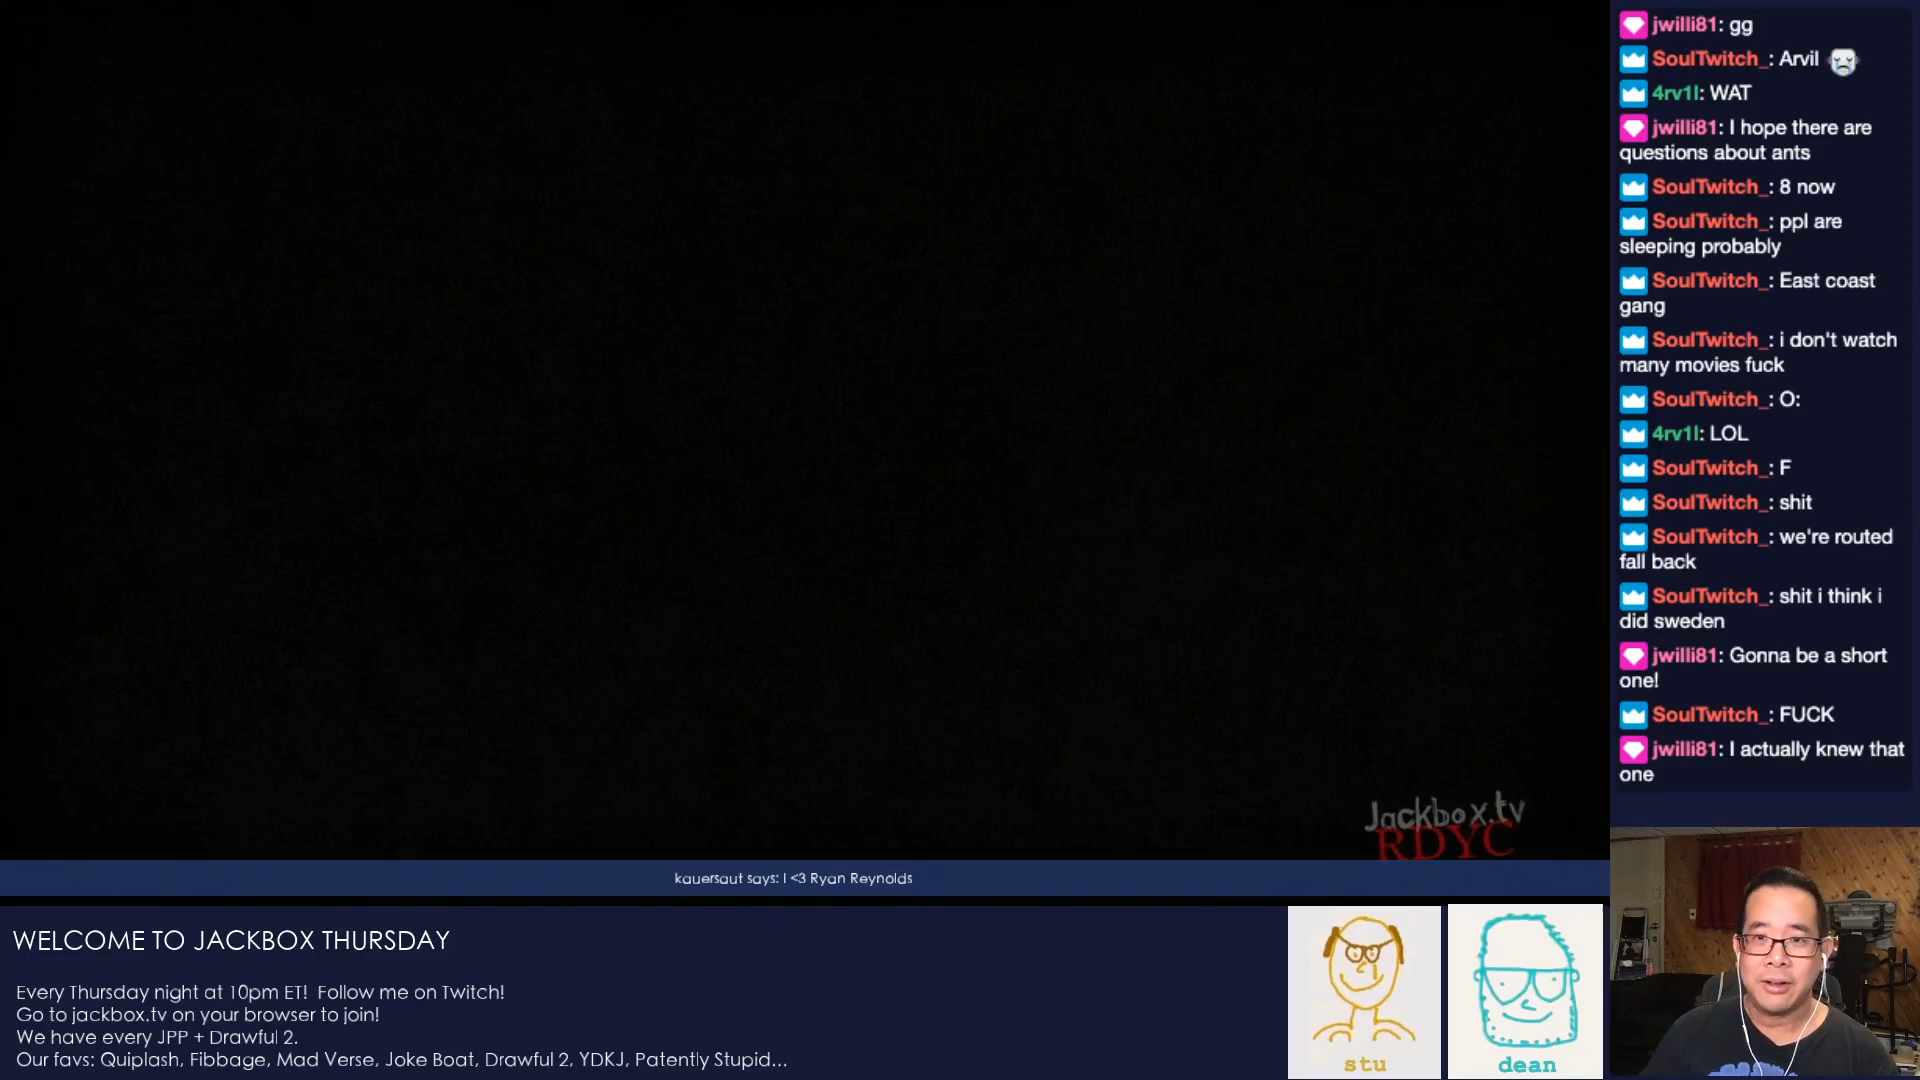 jwilli81: gg
SoulTwitch_: Arvil
4rv1l: WAT
jwilli81: I hope there are
questions about ants
SoulTwitch_: 8 now
SoulTwitch_: ppl are
sleeping probably
SoulTwitch_: East coast
gang
SoulTwitch_: i don't watch
many movies fuck
SoulTwitch_: O:
4rv1l: LOL
SoulTwitch_: F
SoulTwitch_: shit
SoulTwitch_: we're routed
fall back
SoulTwitch_: shit i think i
did sweden
jwilli81: Gonna be a short
one!
SoulTwitch_: FUCK
jwilli81: I actually knew that
one
Jackbox.tv
RDYC
kauersaut says: I <3 Ryan Reynolds
WELCOME TO JACKBOX THURSDAY
Every Thursday night at 10pm ET! Follow me on Twitch!
Go to jackbox.tv on your browser to join!
We have every JPP + Drawful 2.
Our favs: Quiplash, Fibbage, Mad Verse, Joke Boat, Drawful 2, YDKJ, Patently Stupid...
stu
dean